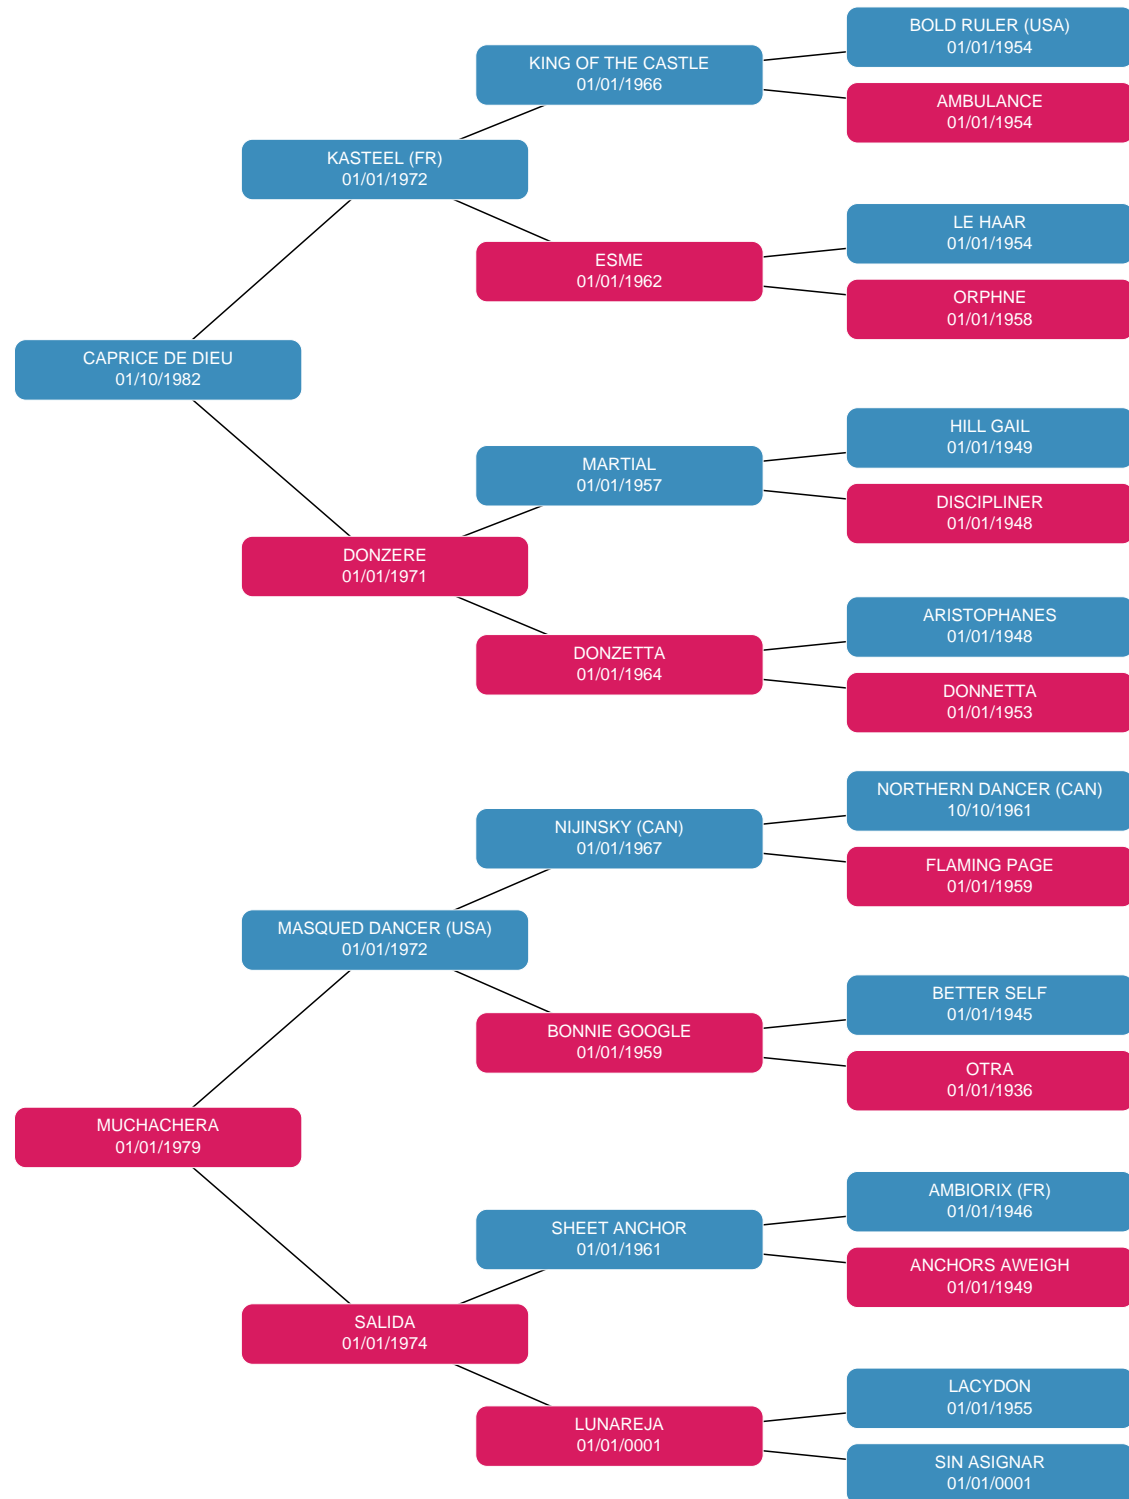 BOLD RULER (USA)
01/01/1954
KING OF THE CASTLE
01/01/1966
AMBULANCE
01/01/1954
KASTEEL (FR)
01/01/1972
LE HAAR
01/01/1954
ESME
01/01/1962
ORPHNE
01/01/1958
CAPRICE DE DIEU
01/10/1982
HILL GAIL
01/01/1949
MARTIAL
01/01/1957
DISCIPLINER
01/01/1948
DONZERE
01/01/1971
ARISTOPHANES
01/01/1948
DONZETTA
01/01/1964
DONNETTA
01/01/1953
NORTHERN DANCER (CAN)
10/10/1961
NIJINSKY (CAN)
01/01/1967
FLAMING PAGE
01/01/1959
MASQUED DANCER (USA)
01/01/1972
BETTER SELF
01/01/1945
BONNIE GOOGLE
01/01/1959
OTRA
01/01/1936
MUCHACHERA
01/01/1979
AMBIORIX (FR)
01/01/1946
SHEET ANCHOR
01/01/1961
ANCHORS AWEIGH
01/01/1949
SALIDA
01/01/1974
LACYDON
01/01/1955
LUNAREJA
01/01/0001
SIN ASIGNAR
01/01/0001